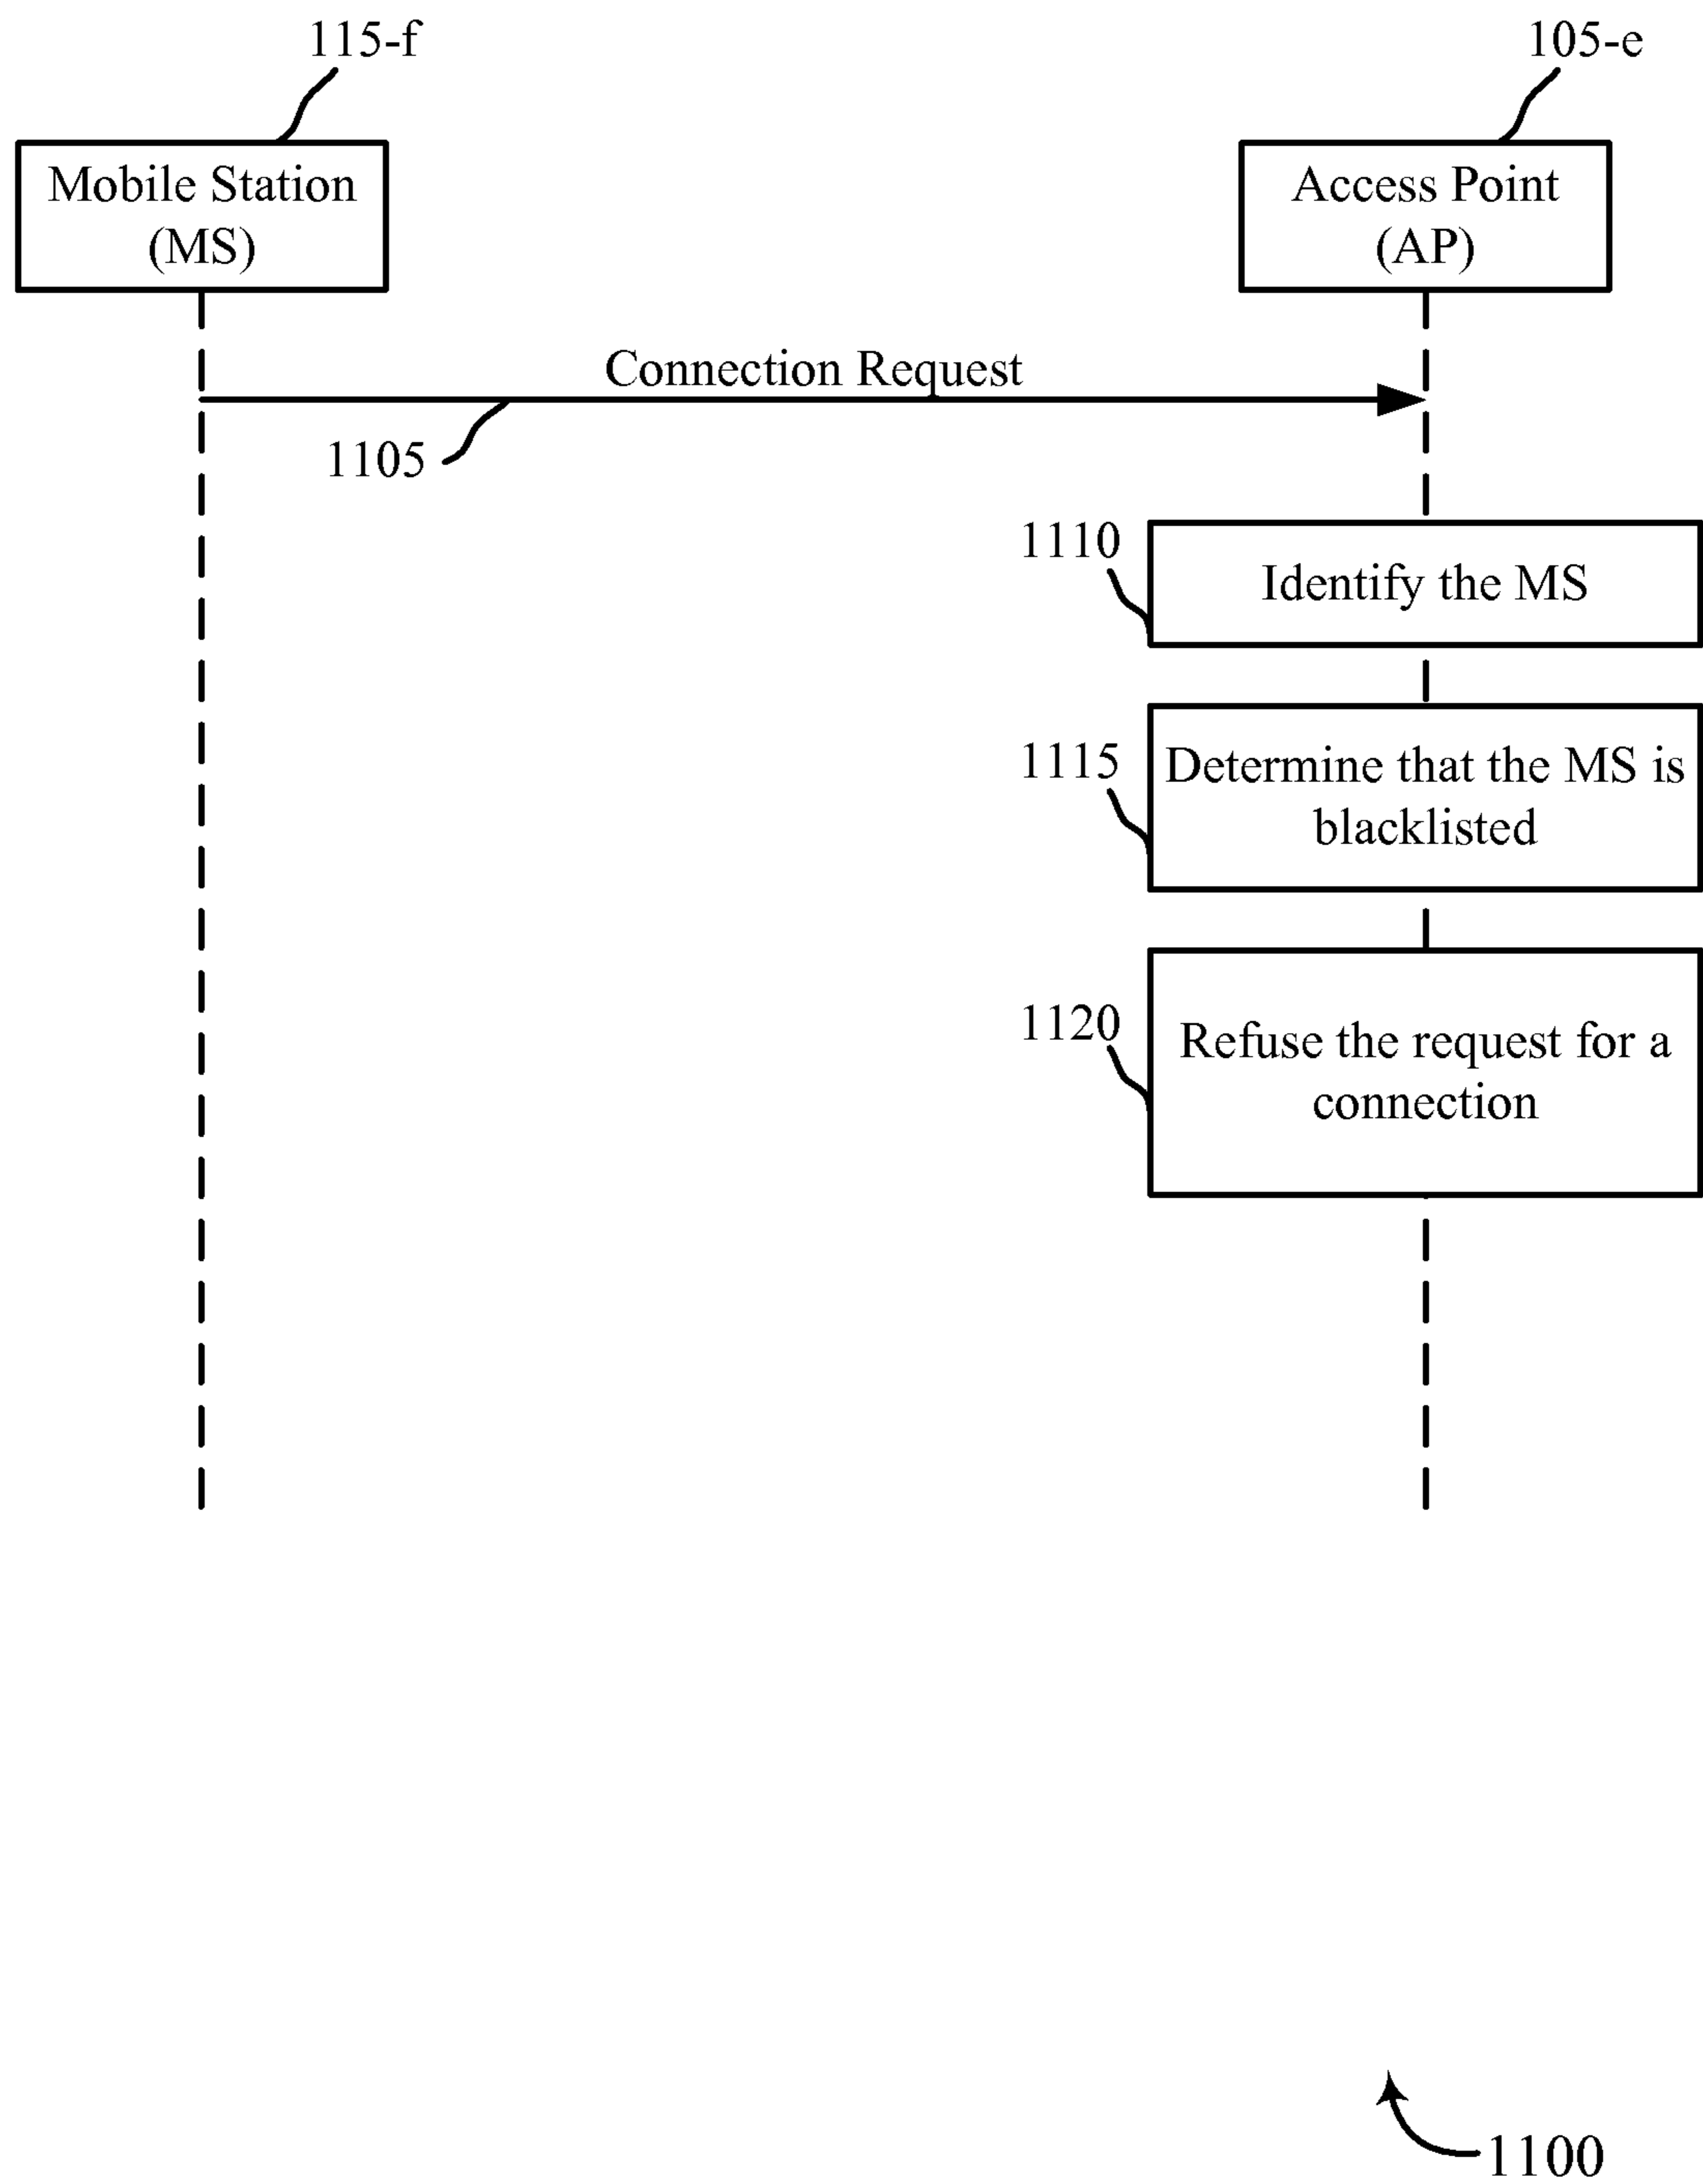 115-f
105-e
Mobile Station
(MS)
Access Point
(AP)
Connection Request
1105
1110
Identify the MS
1115
Determine that the MS is
blacklisted
1120
Refuse the request for a
connection
1100